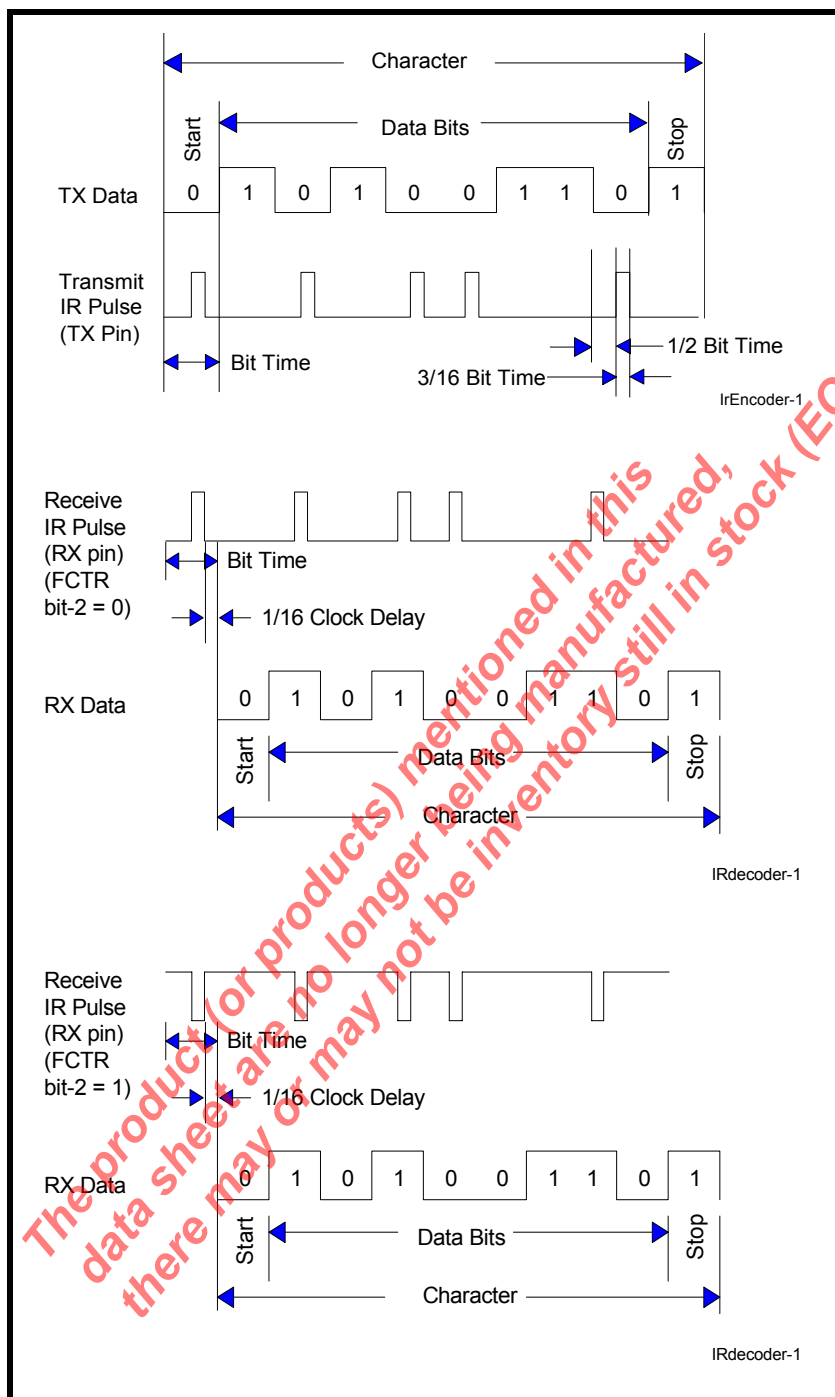 Character
Start
Data Bits
Stop
TX Data
0 1 0 1 0 0 1 1 0 1
Transmit
IR Pulse
(TX Pin)
Bit Time
1/2 Bit Time
3/16 Bit Time
IrEncoder-1
Receive
IR Pulse
(RX pin)
(FCTR
bit-2 = 0)
Bit Time
1/16 Clock Delay
RX Data
0 1 0 1 0 0 1 1 0 1
Start
Data Bits
Stop
Character
IRdecoder-1
Receive
IR Pulse
(RX pin)
(FCTR
bit-2 = 1)
Bit Time
1/16 Clock Delay
RX Data
0 1 0 1 0 0 1 1 0 1
Start
Data Bits
Stop
Character
IRdecoder-1
The product (or products) mentioned in this
data sheet are no longer being manufactured,
there may or may not be inventory still in stock